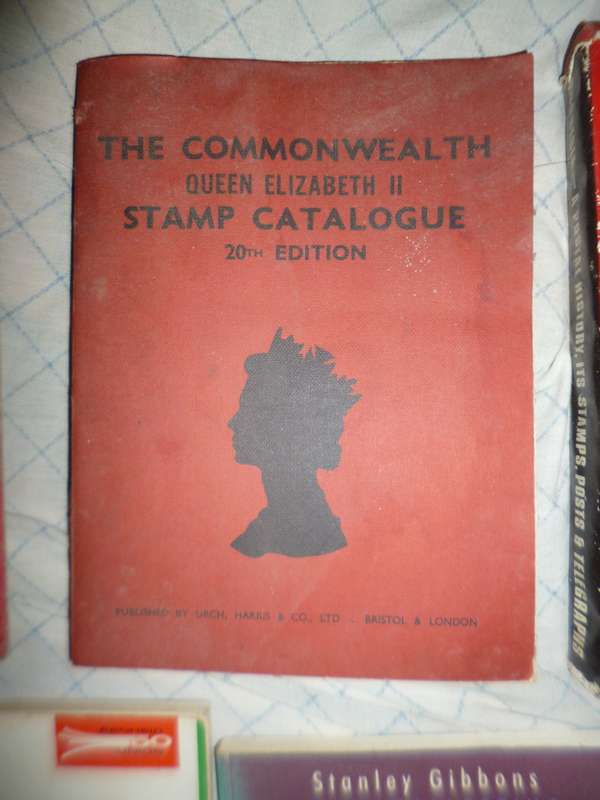 THE COMMONWEALTH
QUEEN ELIZABETH II
STAMP CATALOGUE
20TH EDITION
PUBLISHED BY URCH, HARRIS & CO., LTD . BRISTOL & LONDON
POSTAL HISTORY, ITS STAMPS, POSTS & TELEGRAPHS
Stanley Gibbons